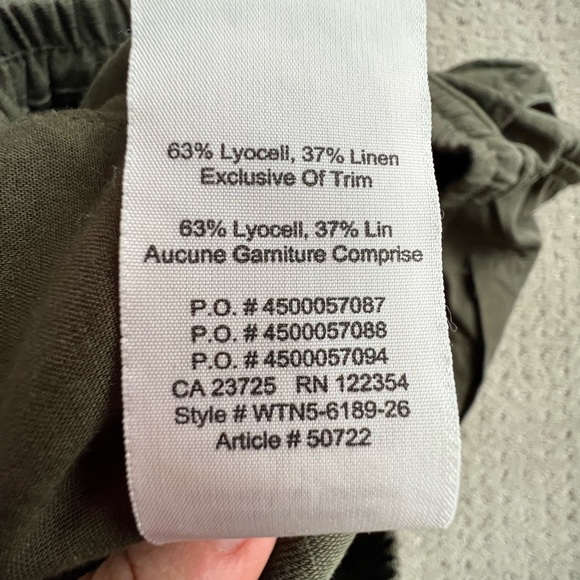 63% Lyocell, 37% Linen
Exclusive Of Trim
63% Lyocell, 37% Lin
Aucune Garniture Comprise
P.O. # 4500057087
P.O. # 4500057088
P.O. # 4500057094
CA 23725 RN 122354
Style # WTN5-6189-26
Article # 50722